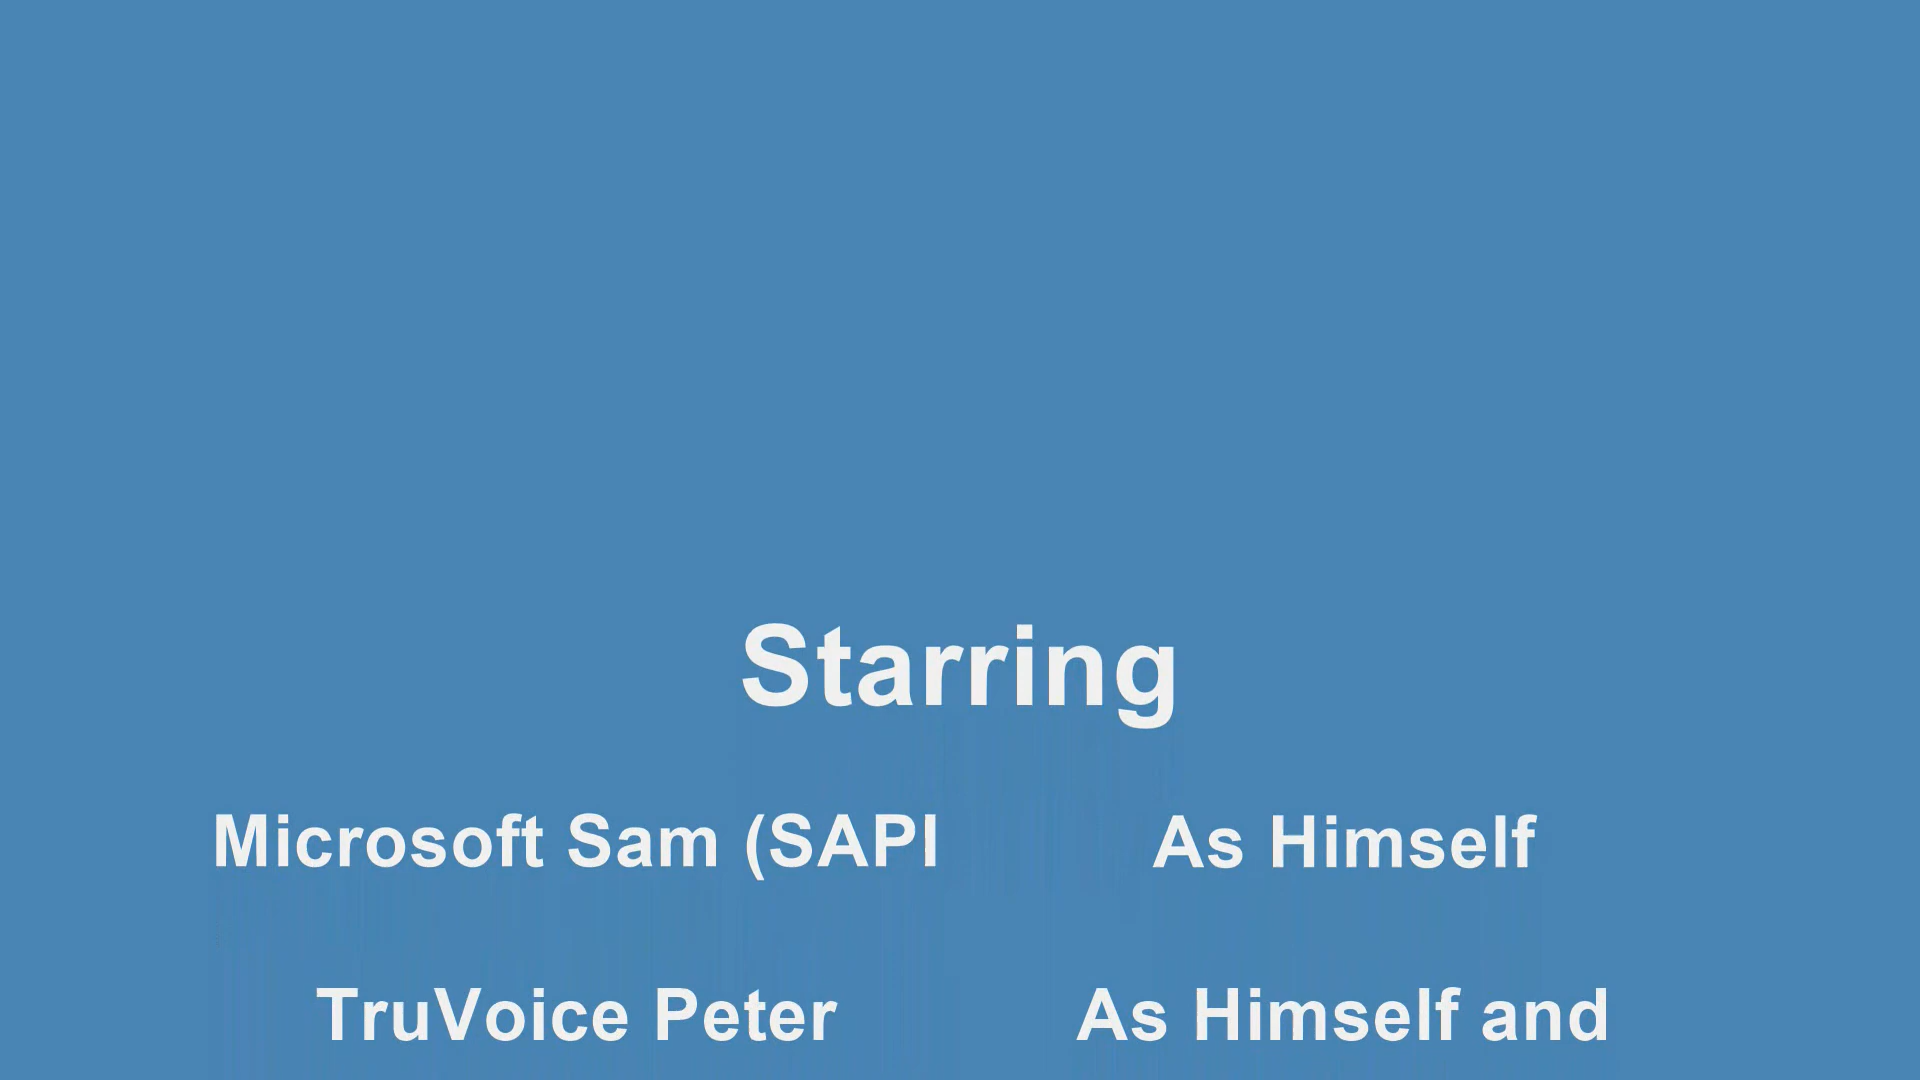 Starring
Microsoft Sam (SAPI As Himself
TruVoice Peter As Himself and